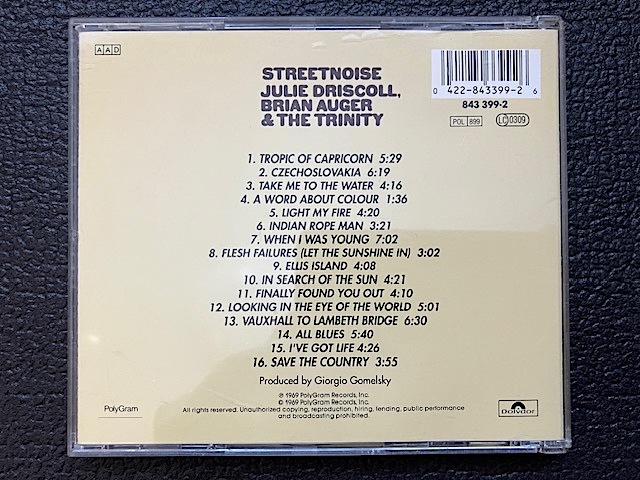 AAD
STREETNOISE
JULIE DRISCOLL,
BRIAN AUGER
& THE TRINITY
0 422-843399-2 6
843 399-2
POL 899
LC 0309
1. TROPIC OF CAPRICORN 5:29
2. CZECHOSLOVAKIA 6:19
3. TAKE ME TO THE WATER 4:16
4. A WORD ABOUT COLOUR 1:36
5. LIGHT MY FIRE 4:20
6. INDIAN ROPE MAN 3:21
7. WHEN I WAS YOUNG 7:02
8. FLESH FAILURES (LET THE SUNSHINE IN) 3:02
9. ELLIS ISLAND 4:08
10. IN SEARCH OF THE SUN 4:21
11. FINALLY FOUND YOU OUT 4:10
12. LOOKING IN THE EYE OF THE WORLD 5:01
13. VAUXHALL TO LAMBETH BRIDGE 6:30
14. ALL BLUES 5:40
15. I'VE GOT LIFE 4:26
16. SAVE THE COUNTRY 3:55
Produced by Giorgio Gomelsky
℗ 1969 PolyGram Records, Inc.
© 1969 PolyGram Records, Inc.
All rights reserved. Unauthorized copying, reproduction, hiring, lending, public performance
and broadcasting prohibited.
PolyGram
Polydor